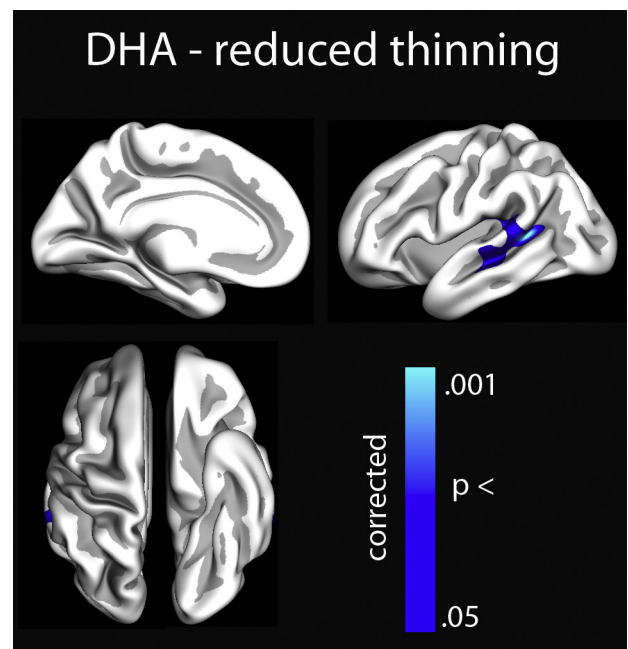 DHA - reduced thinning
.001
corrected
p <
.05